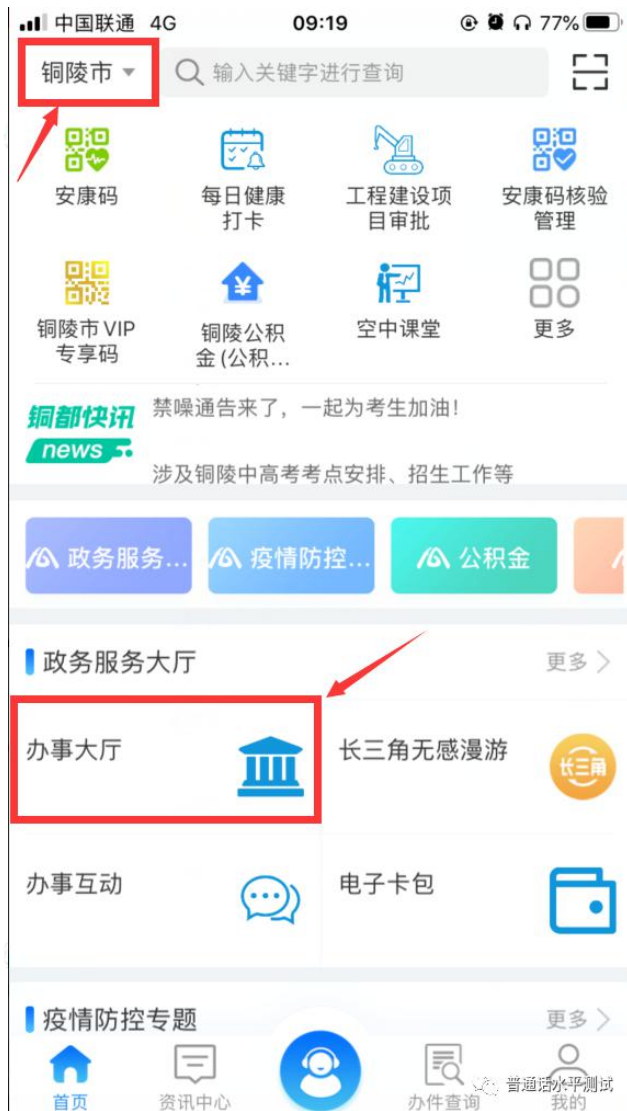 中国联通 4G 09:19 77%
铜陵市 输入关键字进行查询
安康码 每日健康打卡 工程建设项目审批 安康码核验管理
铜陵市 VIP 专享码 铜陵公积金(公积... 空中课堂 更多
铜都快讯
news
禁噪通告来了，一起为考生加油！
涉及铜陵中高考考点安排、招生工作等
政务服务... 疫情防控... 公积金
政务服务大厅 更多
办事大厅 长三角无感漫游
长三角
办事互动 电子卡包
疫情防控专题 更多
首页 资讯中心 办件查询 我的
普通话水平测试